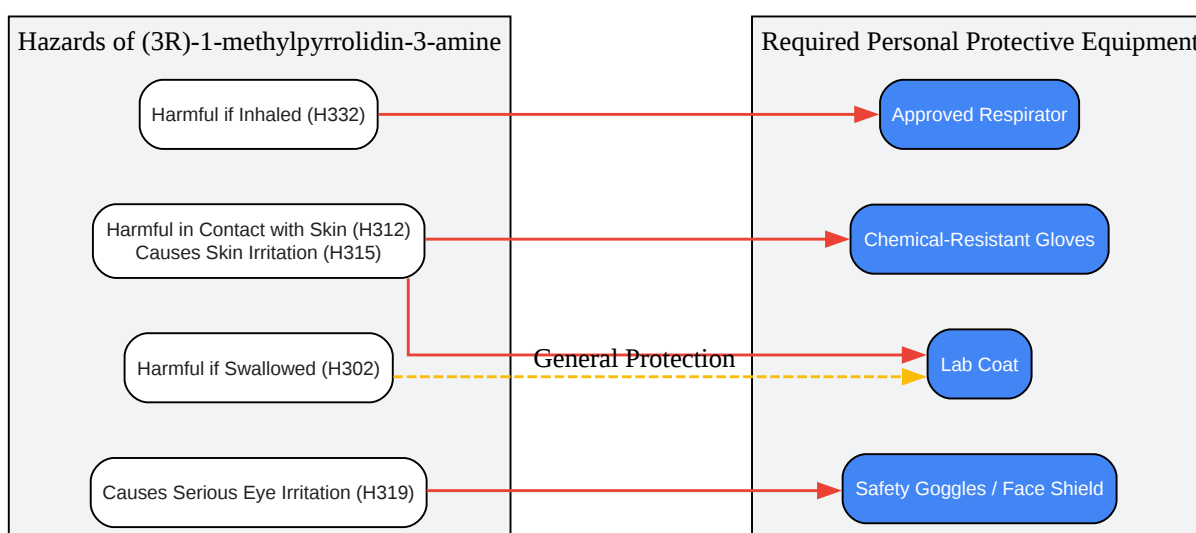 Hazards of (3R)-1-methylpyrrolidin-3-amine
Required Personal Protective Equipment
Harmful if Inhaled (H332)
Approved Respirator
Harmful in Contact with Skin (H312)
Causes Skin Irritation (H315)
Chemical-Resistant Gloves
Harmful if Swallowed (H302)
General Protection
Lab Coat
Causes Serious Eye Irritation (H319)
Safety Goggles / Face Shield